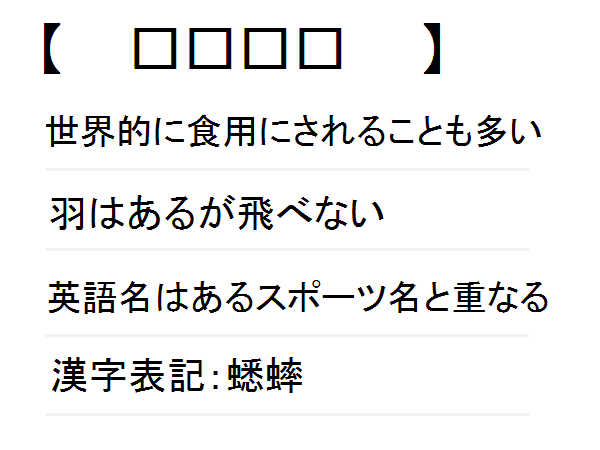 【 □□□□ 】
世界的に食用にされることも多い
羽はあるが飛べない
英語名はあるスポーツ名と重なる
漢字表記：蟋蟀